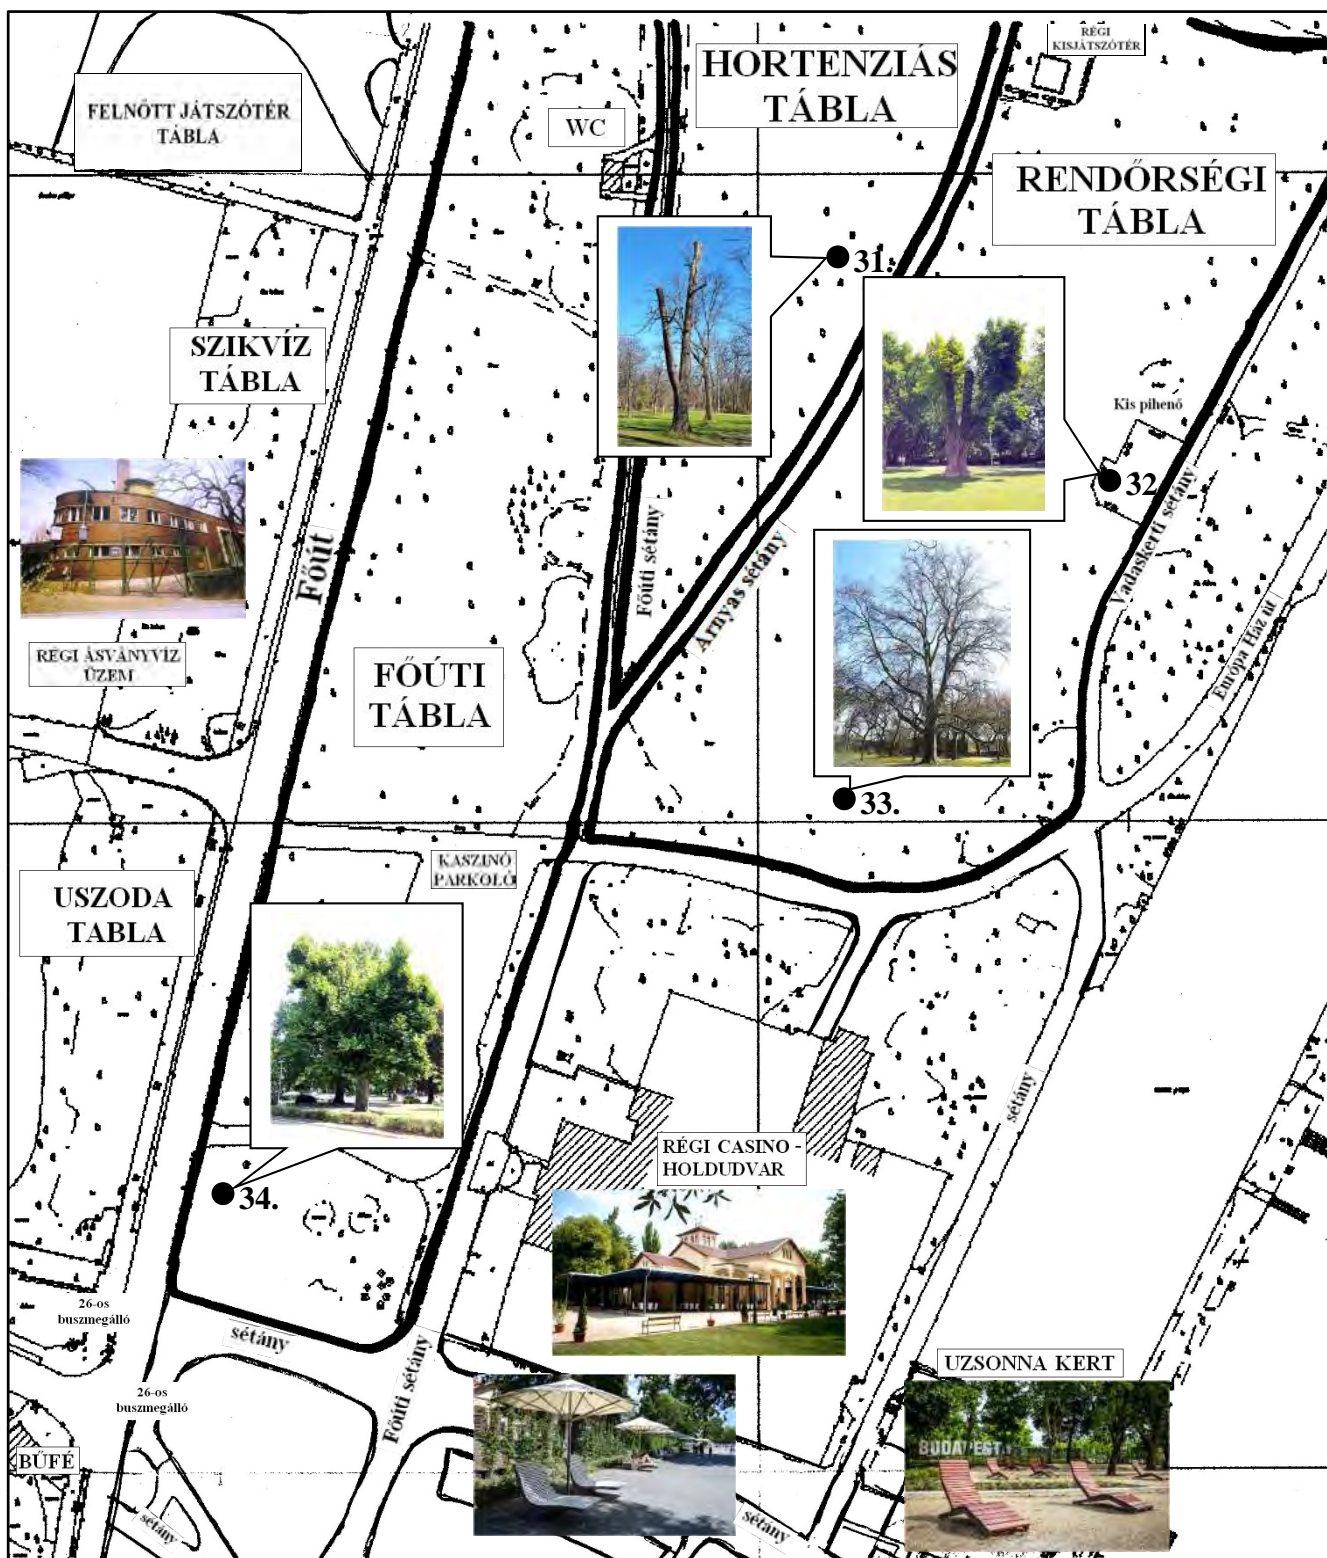 RÉGI
KISJÁTSZÓTÉR
HORTENZIÁS
TÁBLA
FELNŐTT JÁTSZÓTÉR
TÁBLA
WC
RENDŐRSÉGI
TÁBLA
31.
SZIKVÍZ
TÁBLA
Kis pihenő
32
Főút
Főúti sétány
Árnyas sétány
Vadaskerti sétány
Európa Ház út
RÉGI ÁSVÁNYVÍZ
ÜZEM
FŐÚTI
TÁBLA
33.
KASZINÓ
PARKOLÓ
USZODA
TABLA
sétány
RÉGI CASINO -
HOLDUDVAR
34.
26-os
buszmegálló
sétány
Főúti sétány
UZSONNA KERT
26-os
buszmegálló
BUDAPEST
BŰFÉ
sétány
sétány